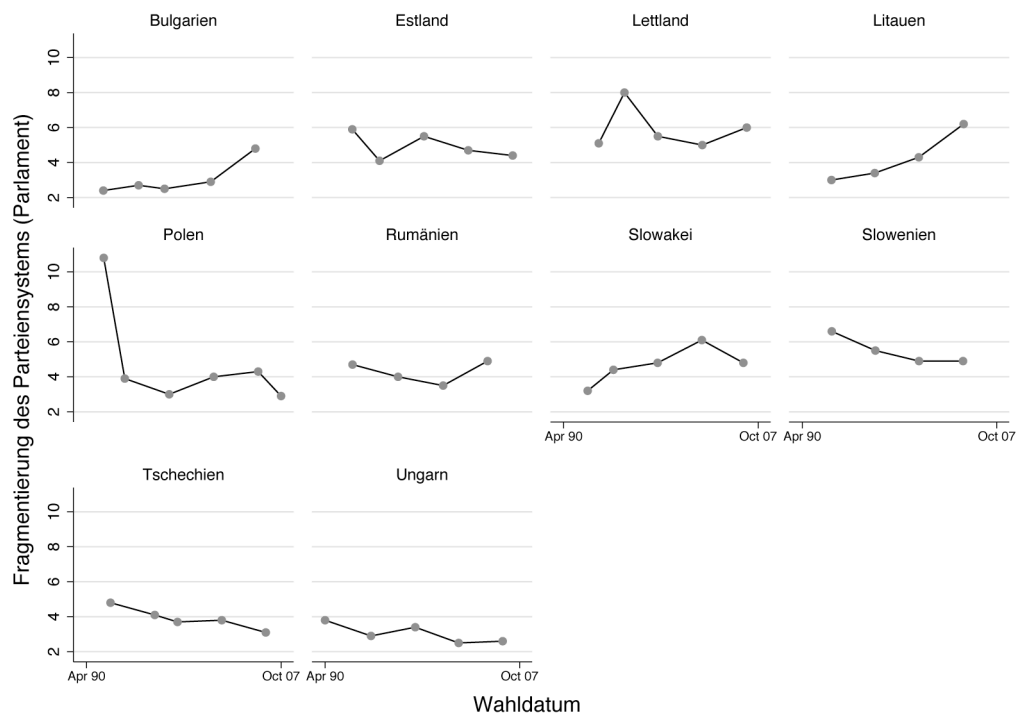 Fragmentierung des Parteiensystems (Parlament)
Bulgarien Estland Lettland Litauen
10
8
6
4
2
Polen Rumänien Slowakei Slowenien
10
8
6
4
2
Apr 90 Oct 07 Apr 90 Oct 07
Tschechien Ungarn
10
8
6
4
2
Apr 90 Oct 07 Apr 90 Oct 07
Wahldatum